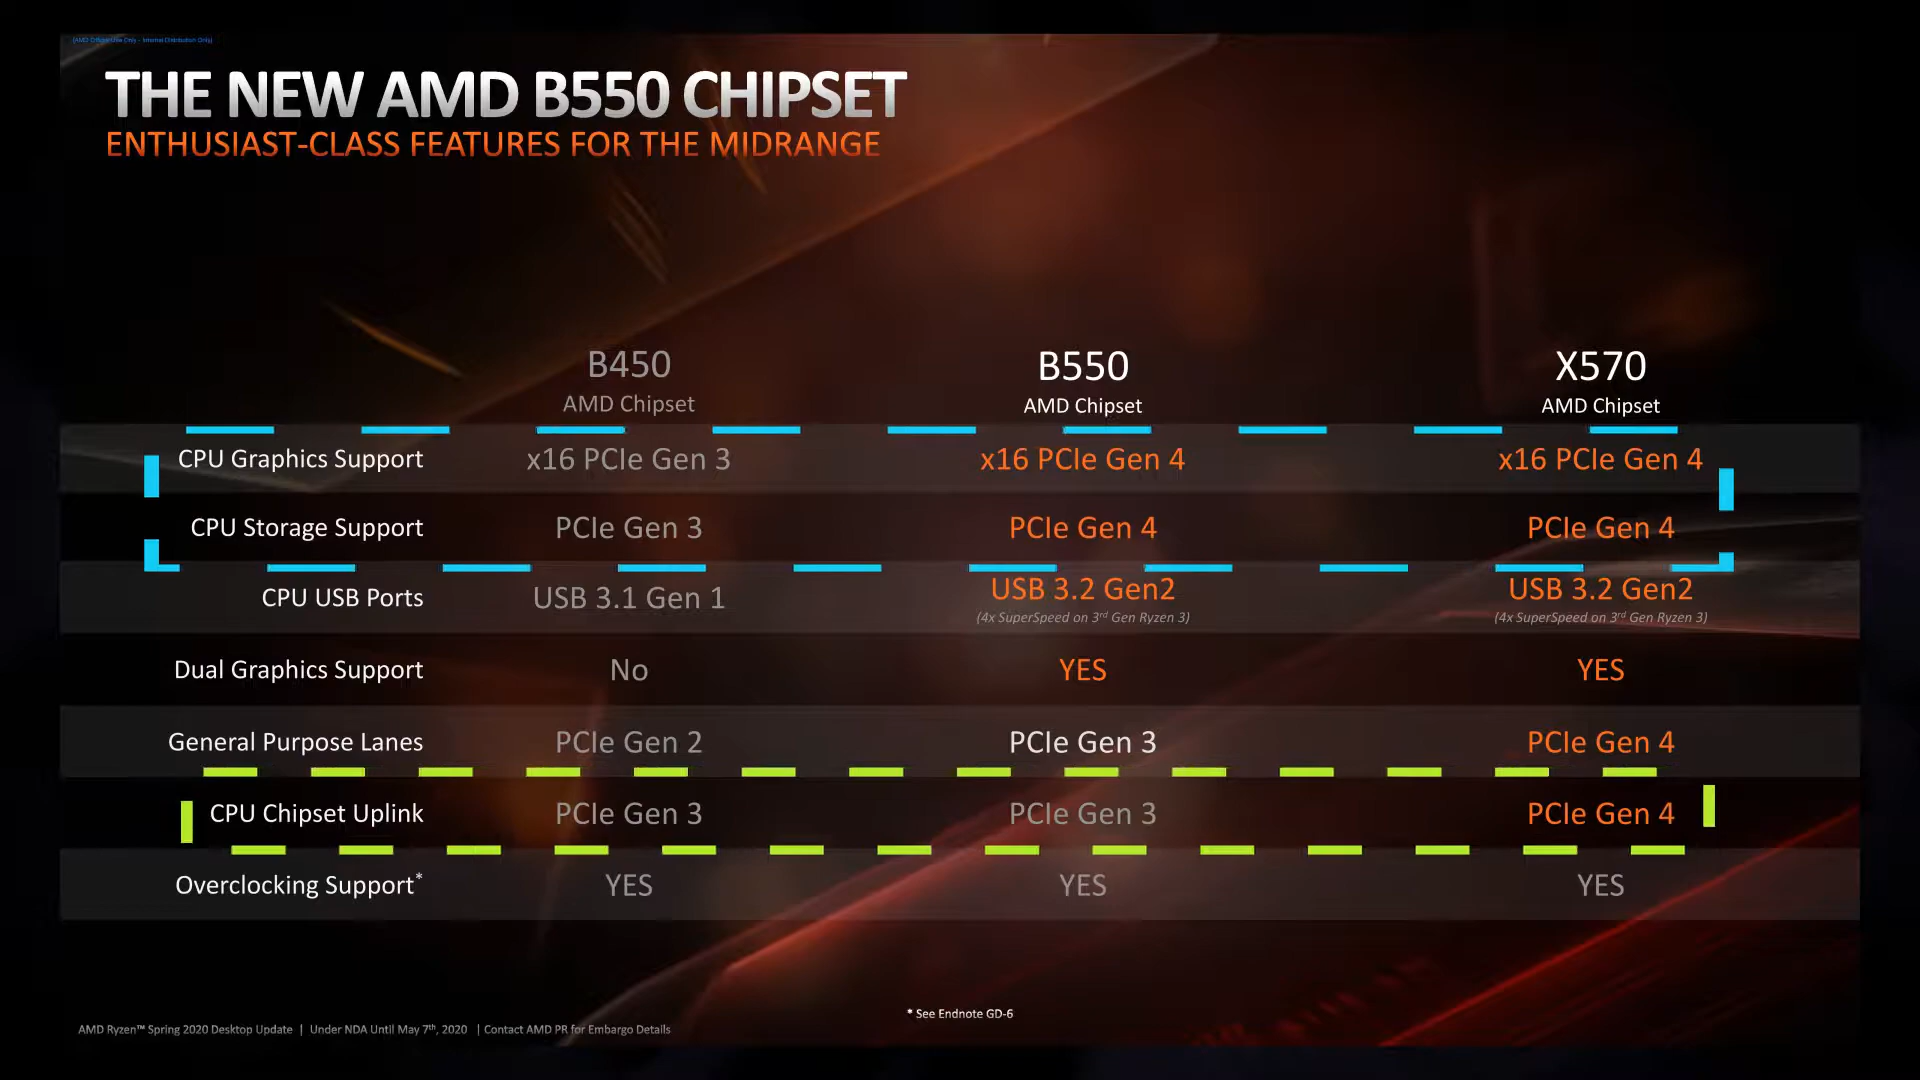 [AMD Official Use Only - Internal Distribution Only]
THE NEW AMD B550 CHIPSET
ENTHUSIAST-CLASS FEATURES FOR THE MIDRANGE
B450 B550 X570
AMD Chipset AMD Chipset AMD Chipset
CPU Graphics Support x16 PCIe Gen 3 x16 PCIe Gen 4 x16 PCIe Gen 4
CPU Storage Support PCIe Gen 3 PCIe Gen 4 PCIe Gen 4
CPU USB Ports USB 3.1 Gen 1 USB 3.2 Gen2 USB 3.2 Gen2
(4x SuperSpeed on 3rd Gen Ryzen 3) (4x SuperSpeed on 3rd Gen Ryzen 3)
Dual Graphics Support No YES YES
General Purpose Lanes PCIe Gen 2 PCIe Gen 3 PCIe Gen 4
CPU Chipset Uplink PCIe Gen 3 PCIe Gen 3 PCIe Gen 4
Overclocking Support* YES YES YES
* See Endnote GD-6
AMD Ryzen™ Spring 2020 Desktop Update | Under NDA Until May 7th, 2020 | Contact AMD PR for Embargo Details